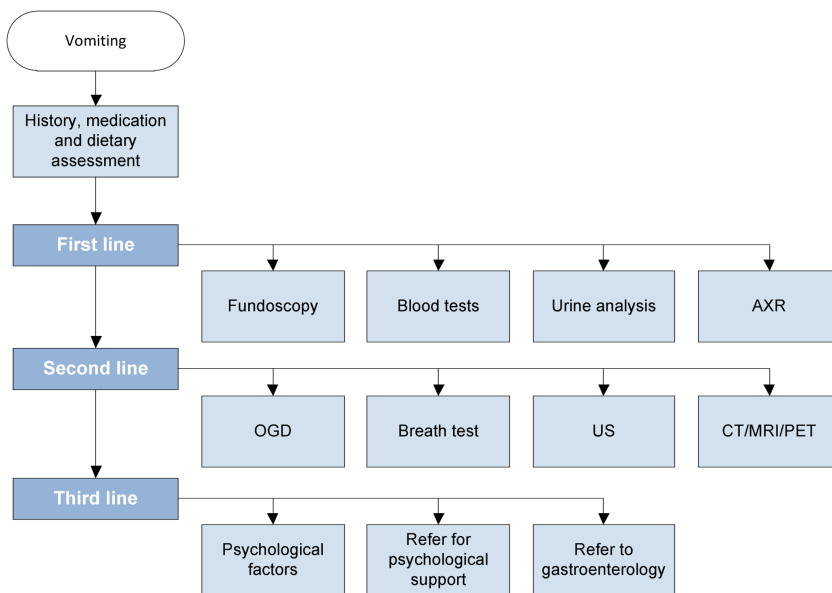 Vomiting
History, medication
and dietary
assessment
First line
Fundoscopy
Blood tests
Urine analysis
AXR
Second line
OGD
Breath test
US
CT/MRI/PET
Third line
Psychological
factors
Refer for
psychological
support
Refer to
gastroenterology